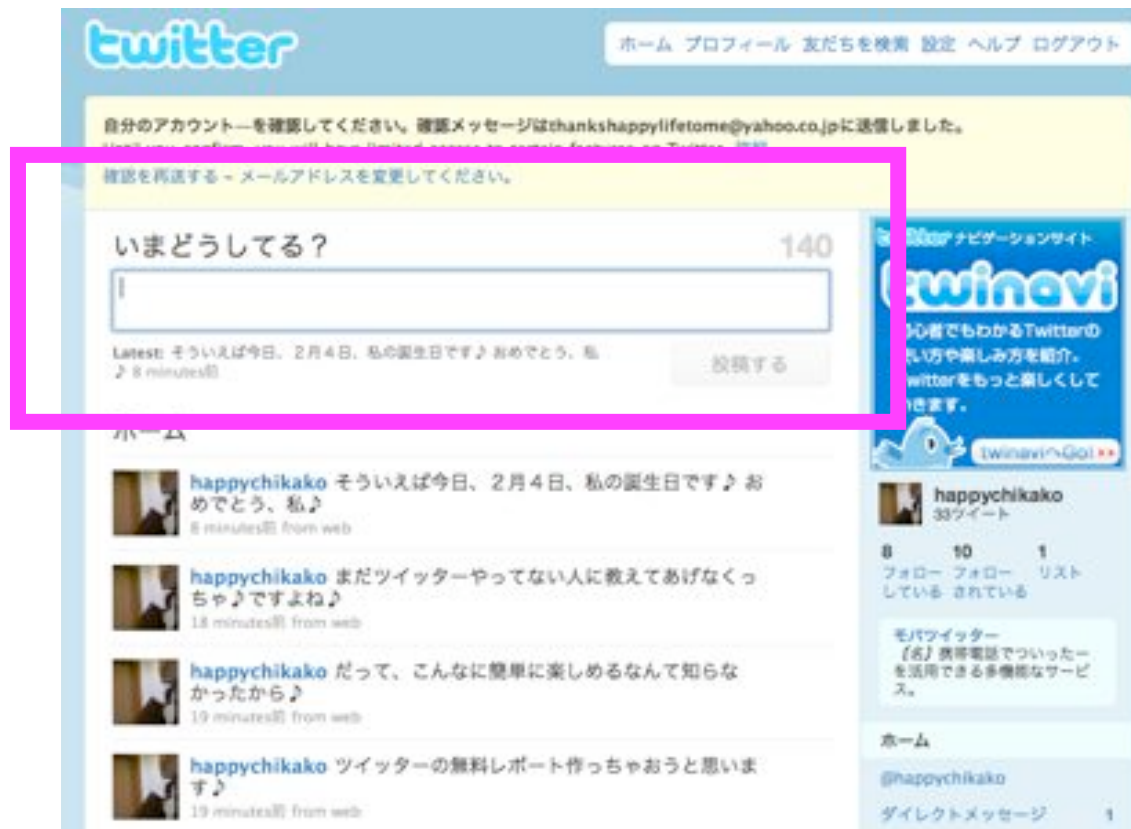 twitter
ホーム プロフィール 友だちを検索 設定 ヘルプ ログアウト
自分のアカウント—を確認してください。確認メッセージはthankshappylifetome@yahoo.co.jpに送信しました。
確認を再送する - メールアドレスを変更してください。
いまどうしてる？
140
Latest: そういえば今日、２月４日、私の誕生日です♪ おめでとう、私
♪ 8 minutes前
投稿する
ホーム
happychikako そういえば今日、２月４日、私の誕生日です♪ お
めでとう、私♪
8 minutes前 from web
happychikako まだツイッターやってない人に教えてあげなくっ
ちゃ♪ですよね♪
18 minutes前 from web
happychikako だって、こんなに簡単に楽しめるなんて知らな
かったから♪
19 minutes前 from web
happychikako ツイッターの無料レポート作っちゃおうと思いま
す♪
19 minutes前 from web
twitter ナビゲーションサイト
twinavi
心者でもわかるTwitterの
い方や楽しみ方を紹介。
witterをもっと楽しくして
きます。
twinaviへGo!
happychikako
33ツイート
8 10 1
フォロー フォロー リスト
している されている
モバツイッター
(名) 携帯電話でついったー
を活用できる多機能なサービ
ス。
ホーム
@happychikako
ダイレクトメッセージ 1